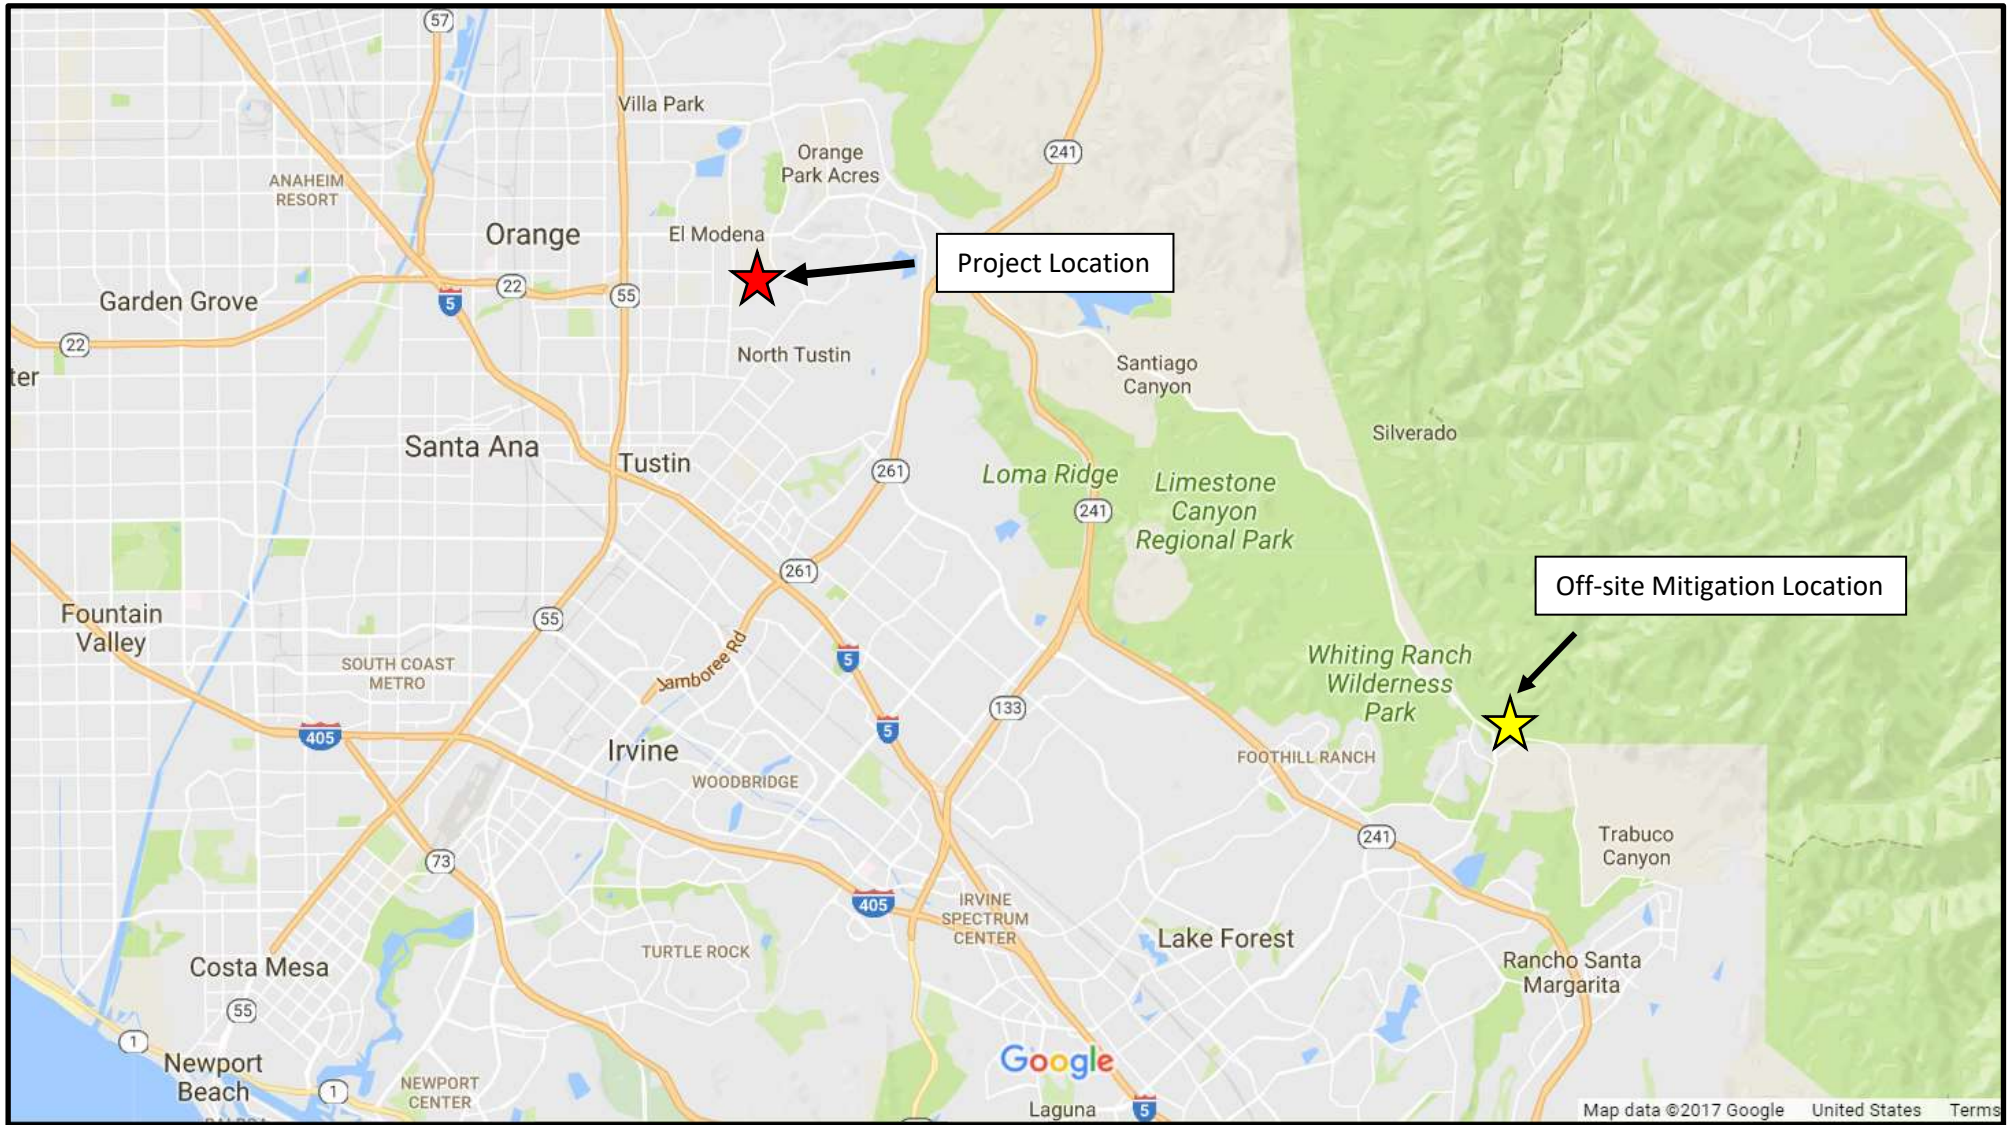 57
Villa Park
Orange
Park Acres
241
ANAHEIM
RESORT
Orange
El Modena
Project Location
22
55
5
Garden Grove
22
ter
North Tustin
Santiago
Canyon
Silverado
Santa Ana
Tustin
261
Loma Ridge
Limestone
Canyon
Regional Park
241
261
Off-site Mitigation Location
Fountain
Valley
55
SOUTH COAST
METRO
Jamboree Rd
5
Whiting Ranch
Wilderness
Park
133
5
405
Irvine
WOODBRIDGE
FOOTHILL RANCH
241
Trabuco
Canyon
73
405
IRVINE
SPECTRUM
CENTER
TURTLE ROCK
Lake Forest
Costa Mesa
Rancho Santa
Margarita
55
1
Newport
Beach
1
NEWPORT
CENTER
Google
Laguna
5
Map data ©2017 Google United States Terms